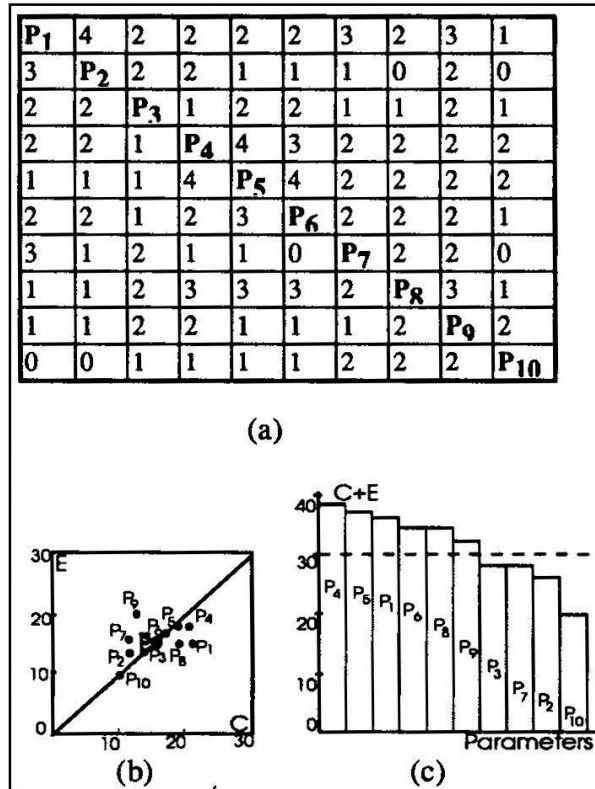 P1 4 2 2 2 2 3 2 3 1
3 P2 2 2 1 1 1 0 2 0
2 2 P3 1 2 2 1 1 2 1
2 2 1 P4 4 3 2 2 2 2
1 1 1 4 P5 4 2 2 2 2
2 2 1 2 3 P6 2 2 2 1
3 1 2 1 1 0 P7 2 2 0
1 1 2 3 3 3 2 P8 3 1
1 1 2 2 1 1 1 2 P9 2
0 0 1 1 1 1 2 2 2 P10
(a)
30
E
20
10
0
P9
P5
P4
P7
P2
P3
P8
P1
P10
C
10 20 30
(b)
C+E
40
30
20
10
0
P4 P5 P1 P6 P8 P9 P3 P7 P2 P10
Parameters
(c)